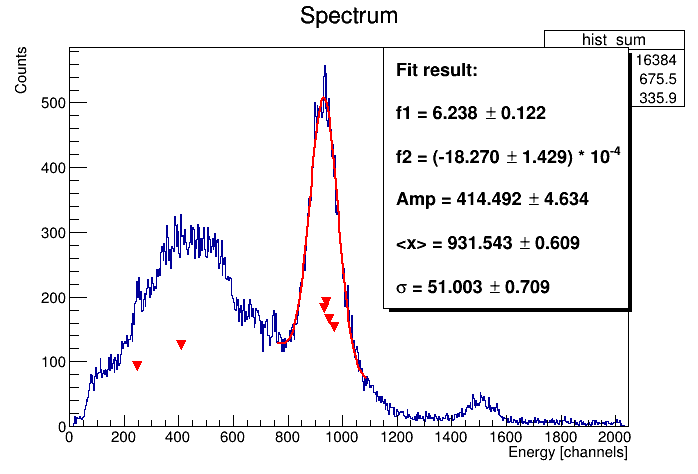 Spectrum
hist_sum
16384
675.5
335.9
Fit result:
f1 = 6.238 ± 0.122
f2 = (-18.270 ± 1.429) * 10⁻⁴
Amp = 414.492 ± 4.634
<x> = 931.543 ± 0.609
σ = 51.003 ± 0.709
Counts
500
400
300
200
100
0
0 200 400 600 800 1000 1200 1400 1600 1800 2000
Energy [channels]